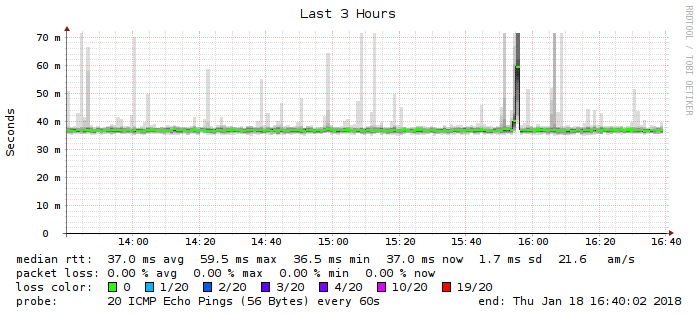 Last 3 Hours
RRDTOOL / TOBI OETIKER
Seconds
70 m
60 m
50 m
40 m
30 m
20 m
10 m
0
14:00 14:20 14:40 15:00 15:20 15:40 16:00 16:20 16:40
median rtt: 37.0 ms avg 59.5 ms max 36.5 ms min 37.0 ms now 1.7 ms sd 21.6 am/s
packet loss: 0.00 % avg 0.00 % max 0.00 % min 0.00 % now
loss color: 0 1/20 2/20 3/20 4/20 10/20 19/20
probe: 20 ICMP Echo Pings (56 Bytes) every 60s end: Thu Jan 18 16:40:02 2018